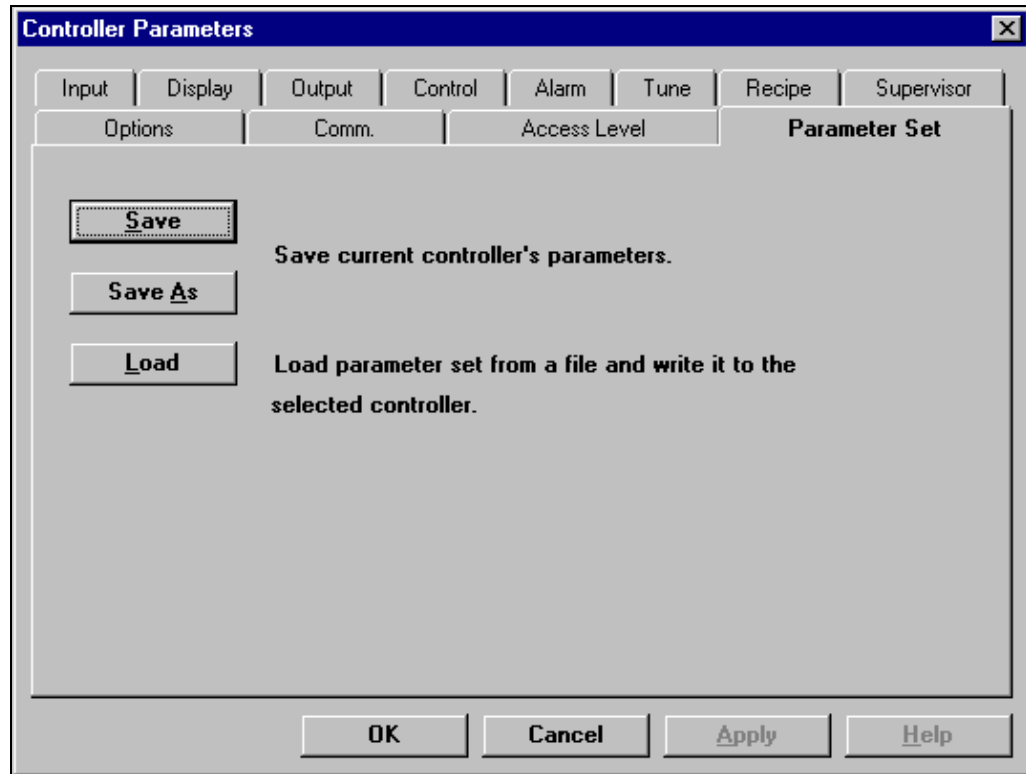 Controller Parameters
Input Display Output Control Alarm Tune Recipe Supervisor
Options Comm. Access Level Parameter Set
Save
Save current controller's parameters.
Save As
Load
Load parameter set from a file and write it to the
selected controller.
OK Cancel Apply Help